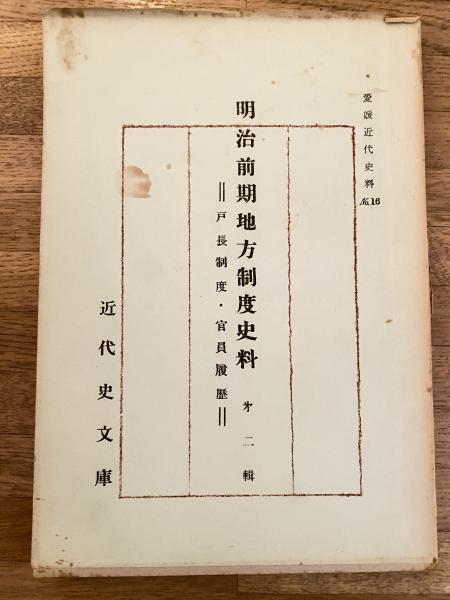 愛媛近代史料 №16
明治前期地方制度史料 才二輯
＝戸長制度・官員履歴＝
近代史文庫